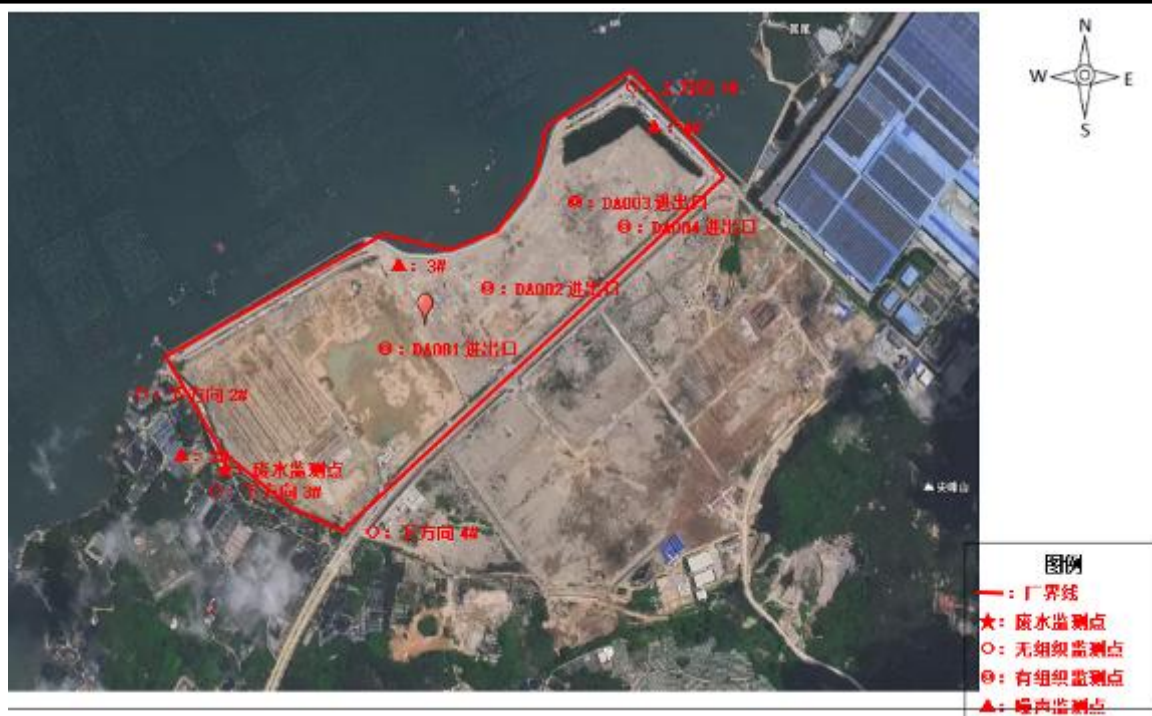 N
W E
S
○：上方向 1#
◎：DA003 进出口
◎：DA004 进出口
▲：3#
◎：DA002 进出口
◎：DA001 进出口
○：下方向 2#
★：废水监测点
○：下方向 3#
○：下方向 4#
尖峰山
图例
：厂界线
★：废水监测点
○：无组织监测点
◎：有组织监测点
▲：噪声监测点